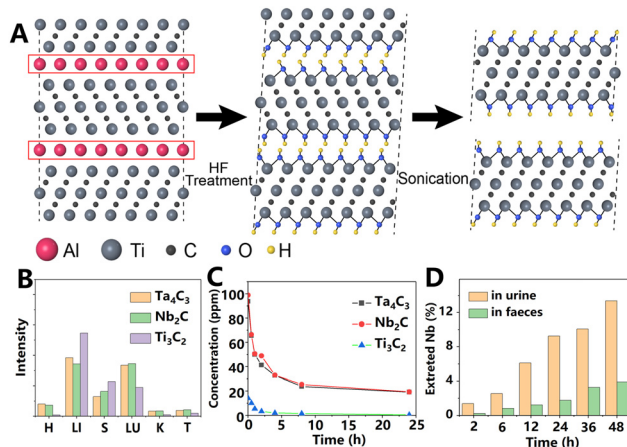 A
HF
Treatment
Sonication
Al Ti C O H
B
Intensity
Ta4C3
Nb2C
Ti3C2
H LI S LU K T
C
Concentration (ppm)
100
80
60
40
20
0
Ta4C3
Nb2C
Ti3C2
0 5 10 15 20 25
Time (h)
D
Extreted Nb (%)
12
8
4
0
in urine
in faeces
2 6 12 24 36 48
Time (h)